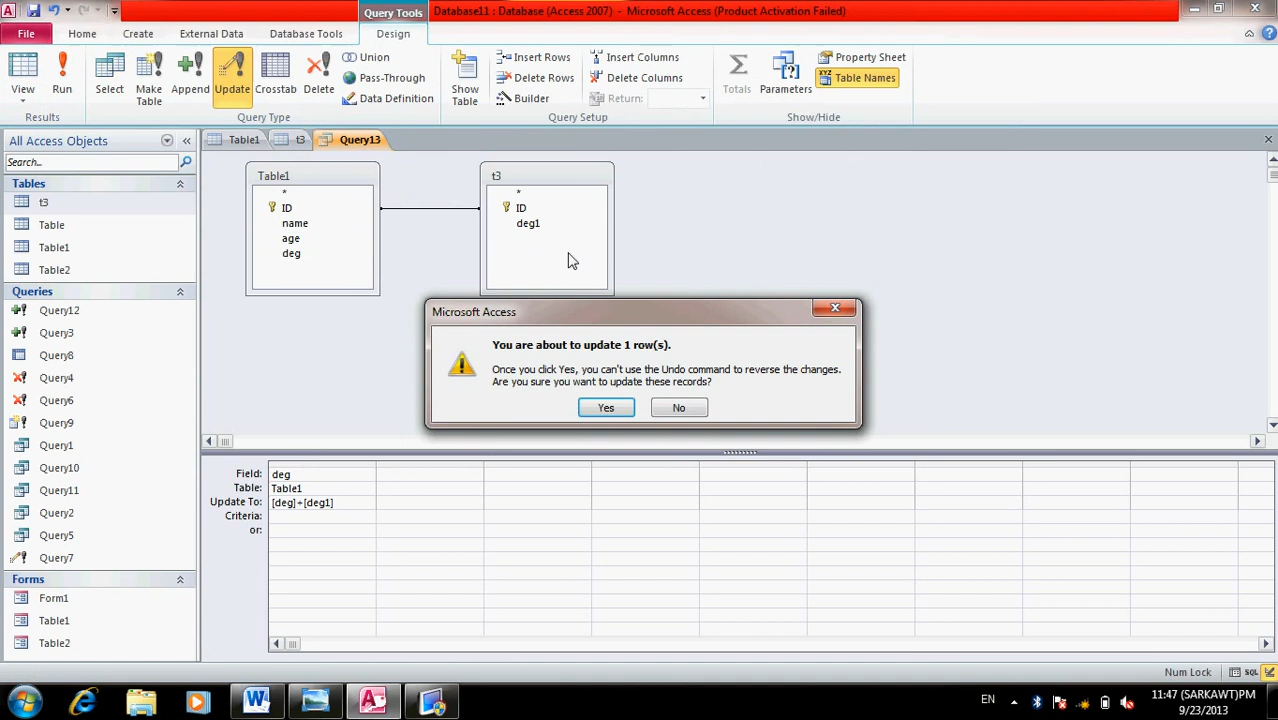 Query Tools
Database11 : Database (Access 2007) - Microsoft Access (Product Activation Failed)
File
Home
Create
External Data
Database Tools
Design
View
Run
Select
Make Table
Append
Update
Crosstab
Delete
Union
Pass-Through
Data Definition
Show Table
Insert Rows
Delete Rows
Builder
Insert Columns
Delete Columns
Return:
Totals
Parameters
Property Sheet
Table Names
Results
Query Type
Query Setup
Show/Hide
All Access Objects
Search...
Tables
t3
Table
Table1
Table2
Queries
Query12
Query3
Query8
Query4
Query6
Query9
Query1
Query10
Query11
Query2
Query5
Query7
Forms
Form1
Table1
Table2
Table1
t3
Query13
Table1
*
ID
name
age
deg
t3
*
ID
deg1
Microsoft Access
You are about to update 1 row(s).
Once you click Yes, you can't use the Undo command to reverse the changes.
Are you sure you want to update these records?
Yes
No
Field: deg
Table: Table1
Update To: [deg]+[deg1]
Criteria:
or:
Num Lock
SQL
EN
11:47 (SARKAWT)PM
9/23/2013